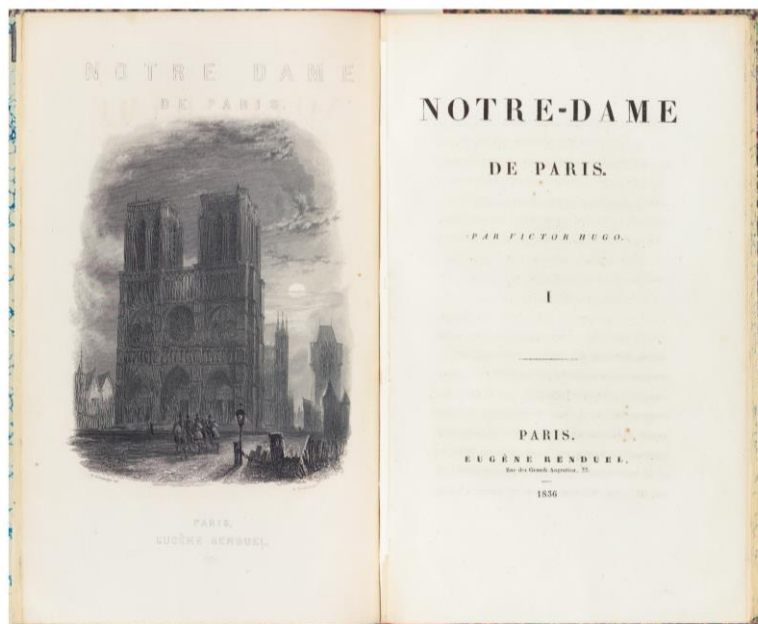 NOTRE DAME
DE PARIS.
PARIS,
EUGÈNE RENDUEL,
NOTRE-DAME
DE PARIS.
PAR VICTOR HUGO.
I
PARIS.
EUGÈNE RENDUEL,
Rue des Grands-Augustins, 22.
1836